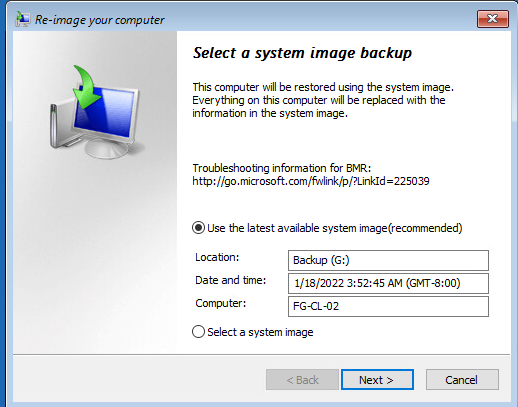 Re-image your computer
Select a system image backup
This computer will be restored using the system image.
Everything on this computer will be replaced with the
information in the system image.
Troubleshooting information for BMR:
http://go.microsoft.com/fwlink/p/?LinkId=225039
Use the latest available system image(recommended)
Location: Backup (G:)
Date and time: 1/18/2022 3:52:45 AM (GMT-8:00)
Computer: FG-CL-02
Select a system image
< Back Next > Cancel